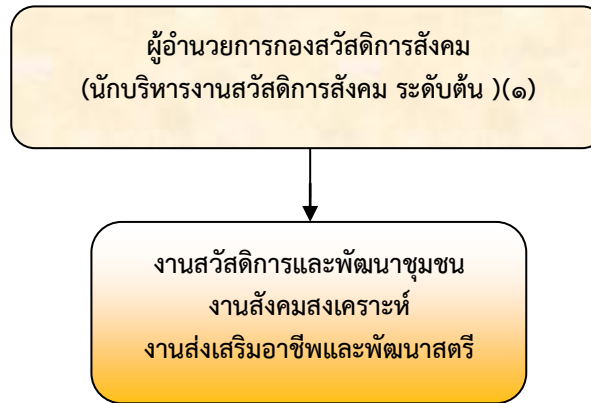 ผู้อำนวยการกองสวัสดิการสังคม
(นักบริหารงานสวัสดิการสังคม ระดับต้น )(๑)
งานสวัสดิการและพัฒนาชุมชน
งานสังคมสงเคราะห์
งานส่งเสริมอาชีพและพัฒนาสตรี